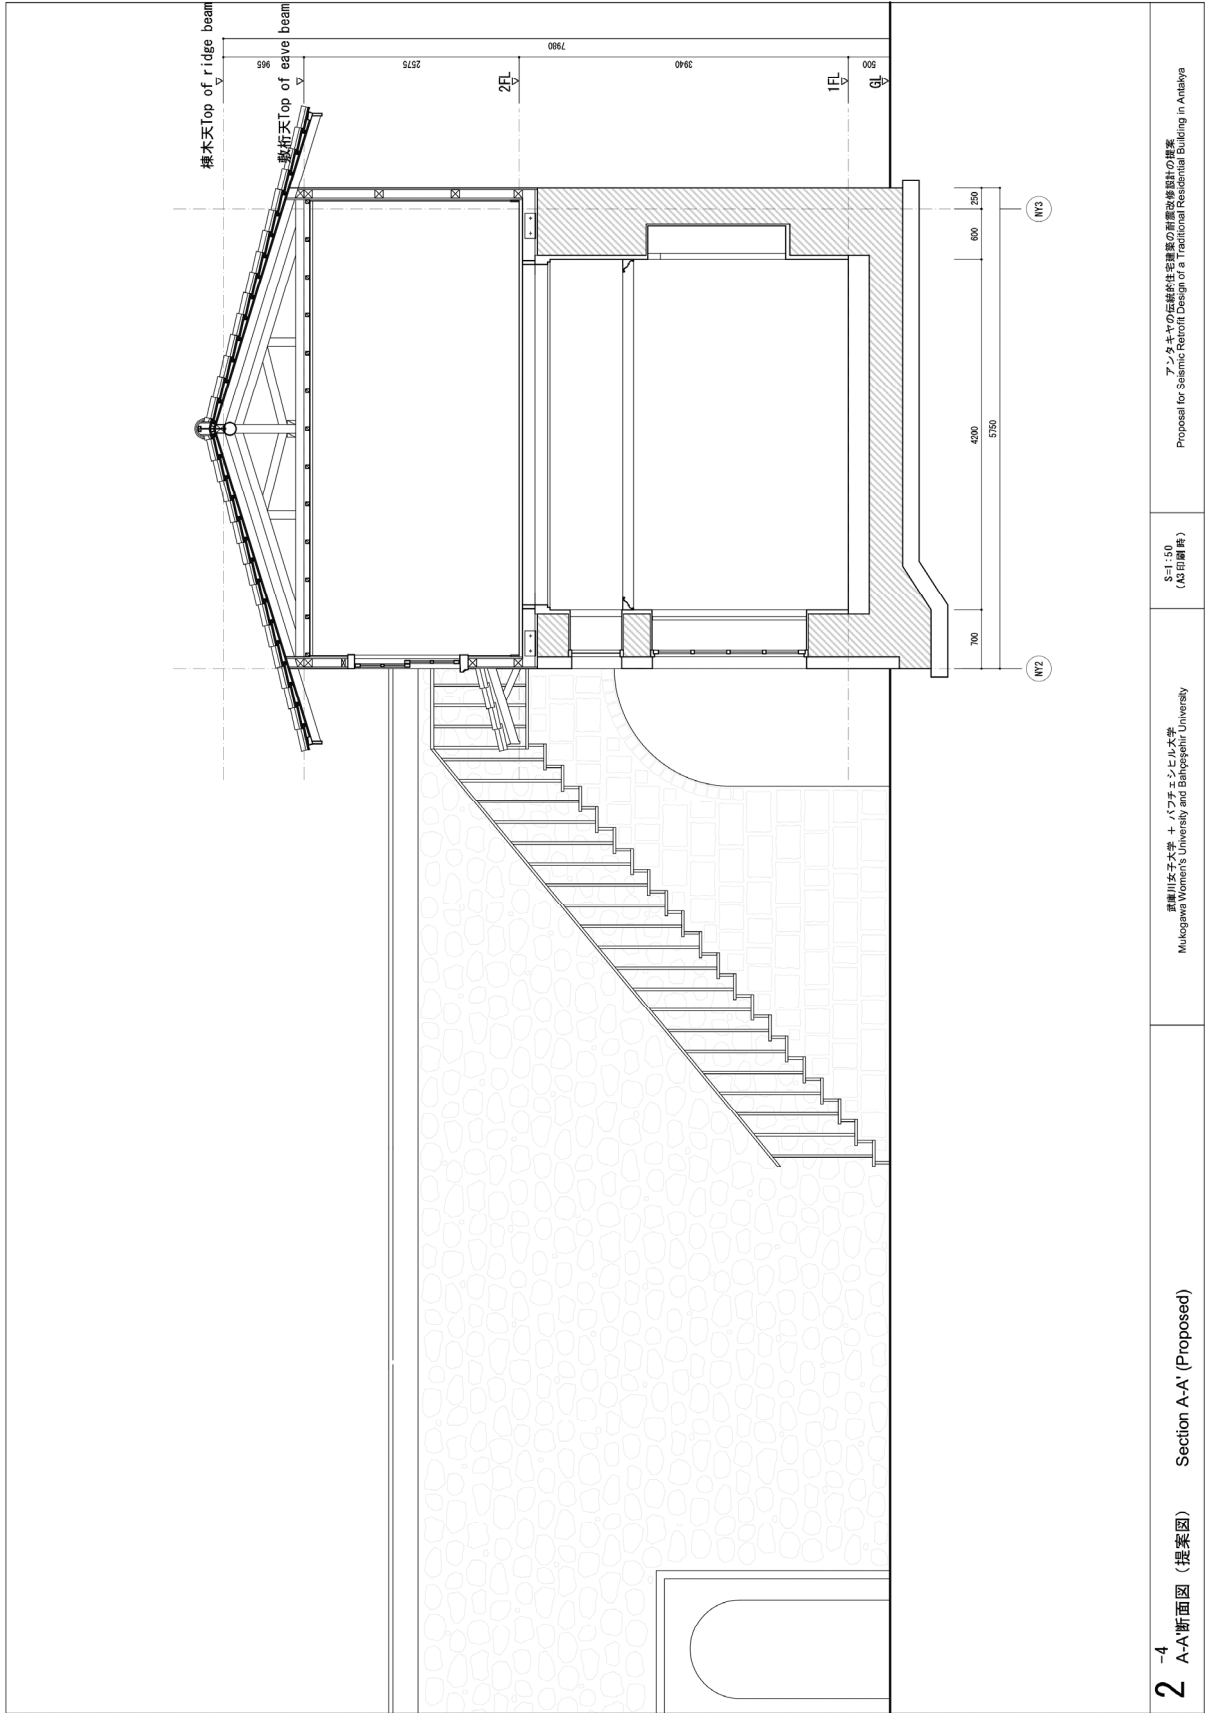 棟木天Top of ridge beam
敷桁天Top of eave beam
2FL
1FL
GL
965
2575
3940
500
7980
250
600
4200
700
5750
NY3
NY2
2-4
A-A'断面図（提案図） Section A-A' (Proposed)
武庫川女子大学 + バフチェシヒル大学
Mukogawa Women's University and Bahçeşehir University
S=1:50
（A3印刷時）
アンタキヤの伝統的住宅建築の耐震改修設計の提案
Proposal for Seismic Retrofit Design of a Traditional Residential Building in Antakya